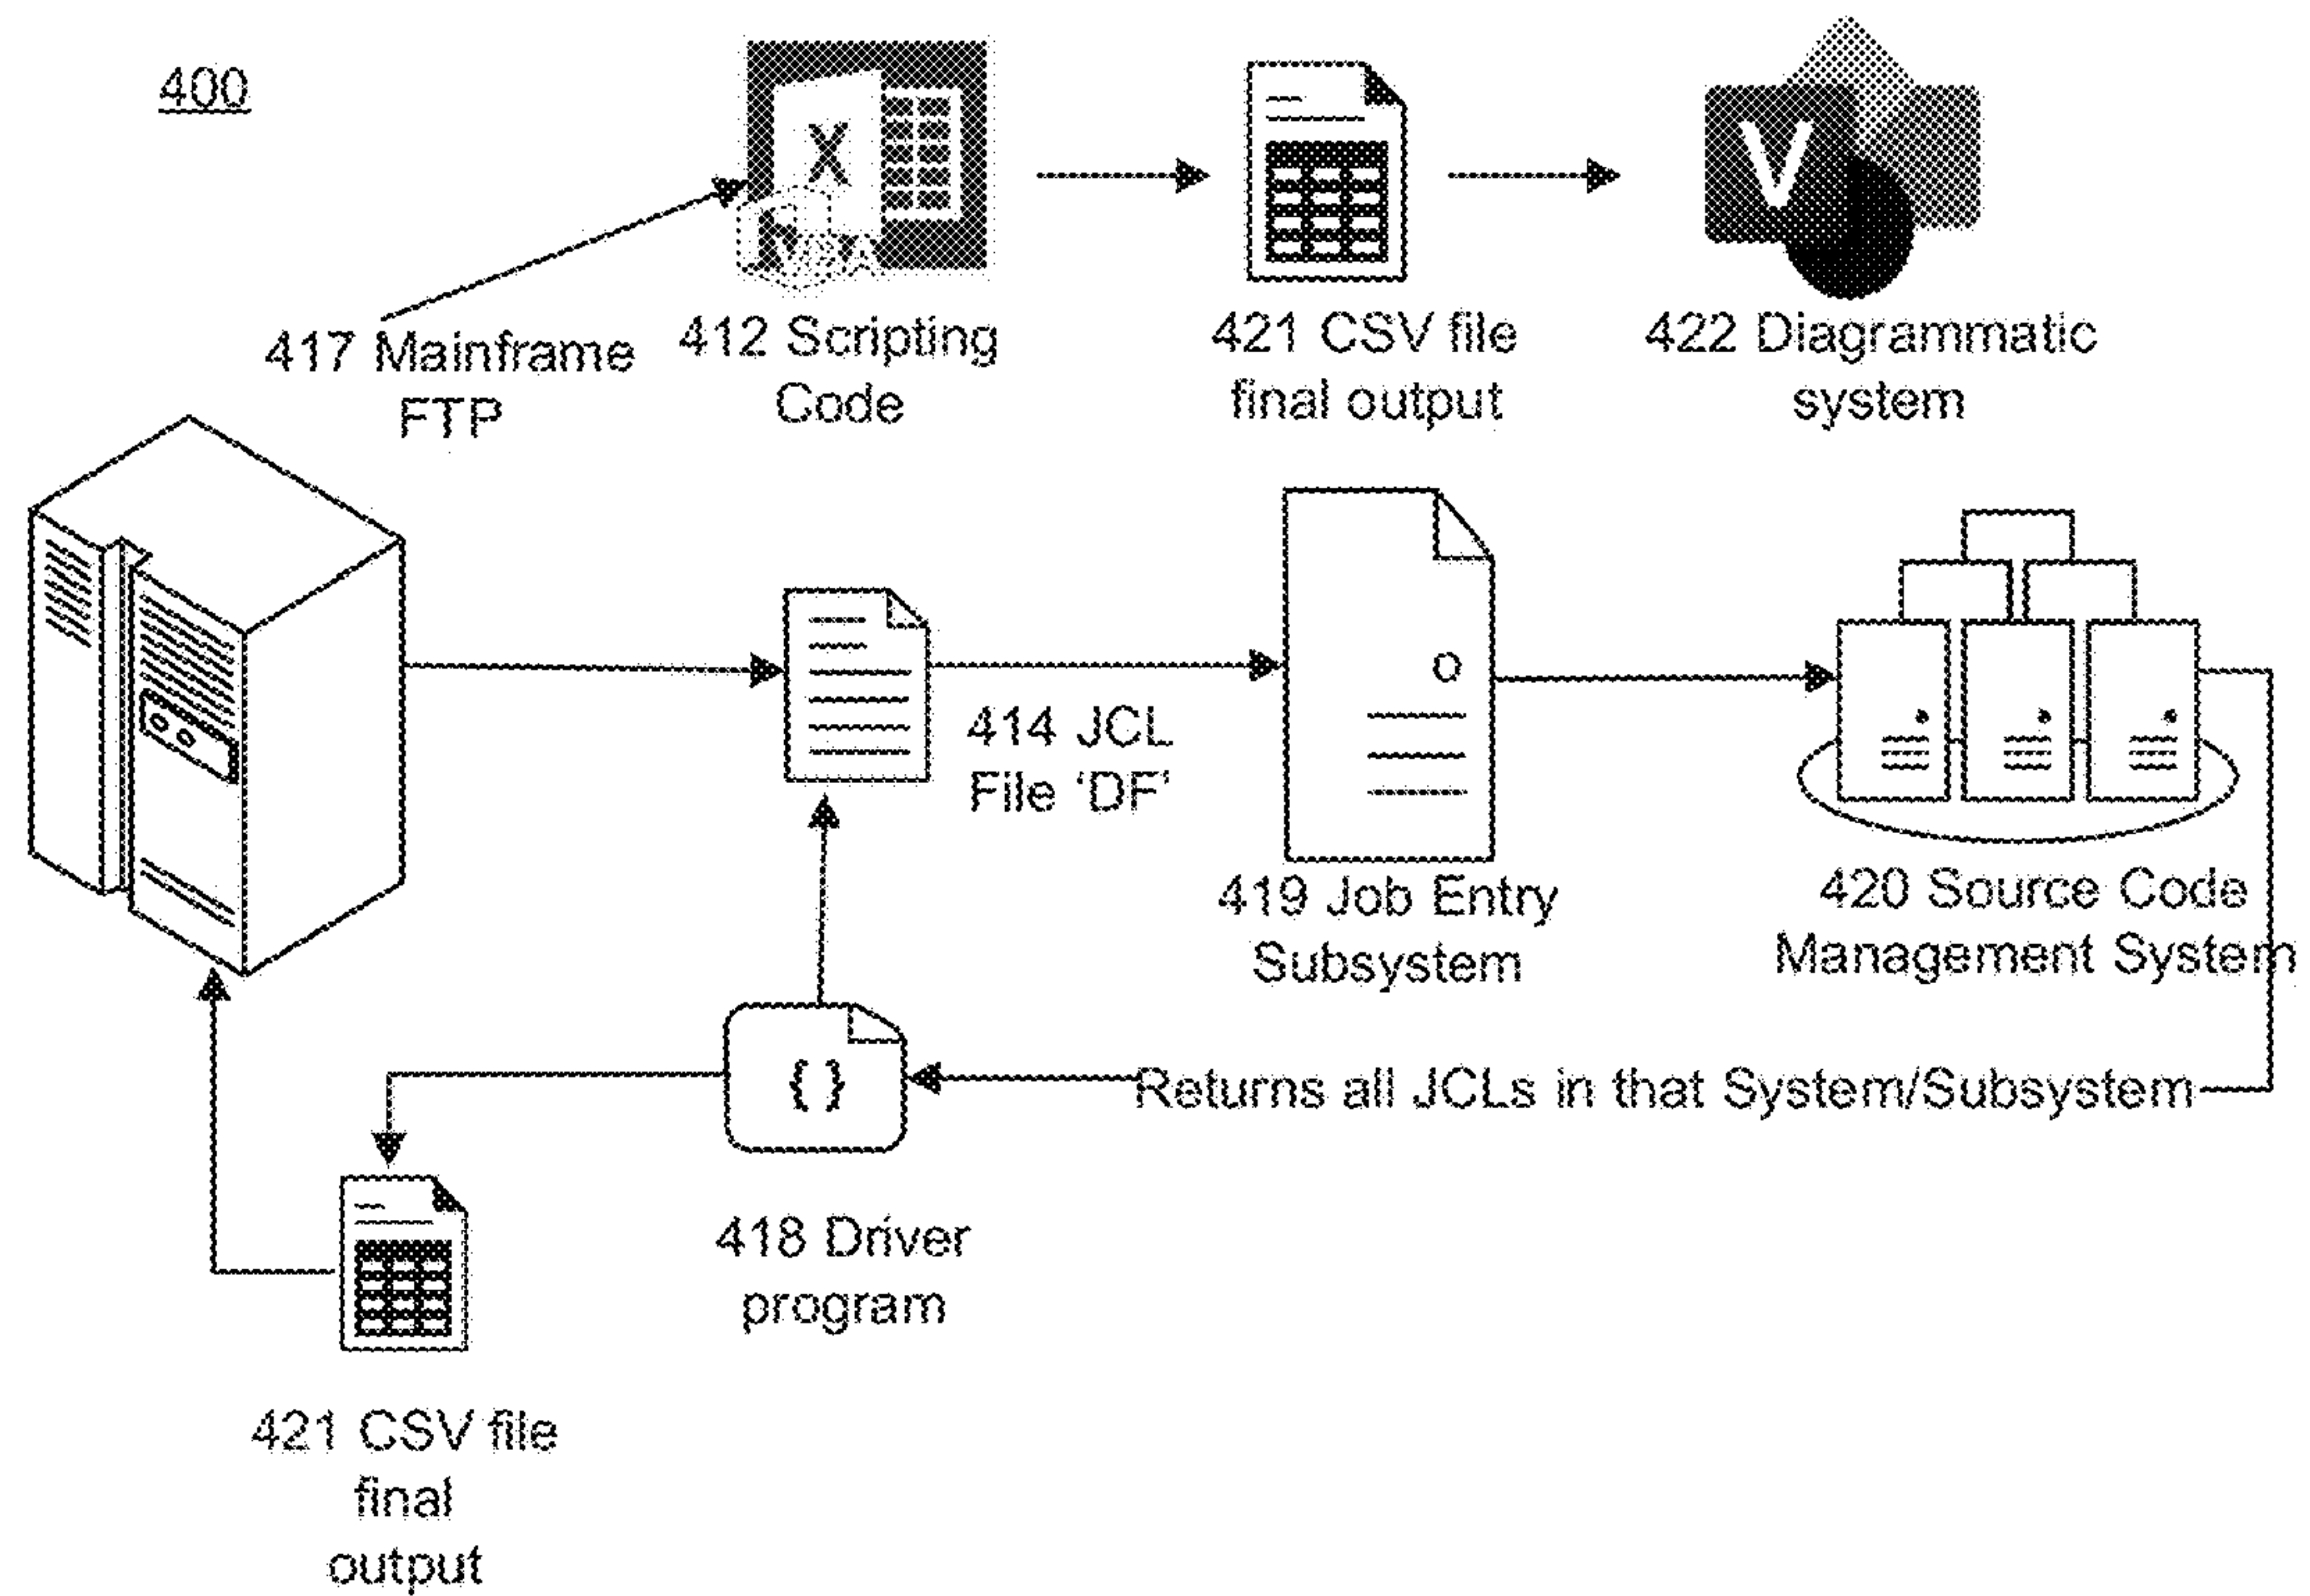 400
X
V
417 Mainframe
FTP
412 Scripting
Code
421 CSV file
final output
422 Diagrammatic
system
414 JCL
File 'DF'
419 Job Entry
Subsystem
420 Source Code
Management System
{ }
Returns all JCLs in that System/Subsystem
418 Driver
program
421 CSV file
final
output